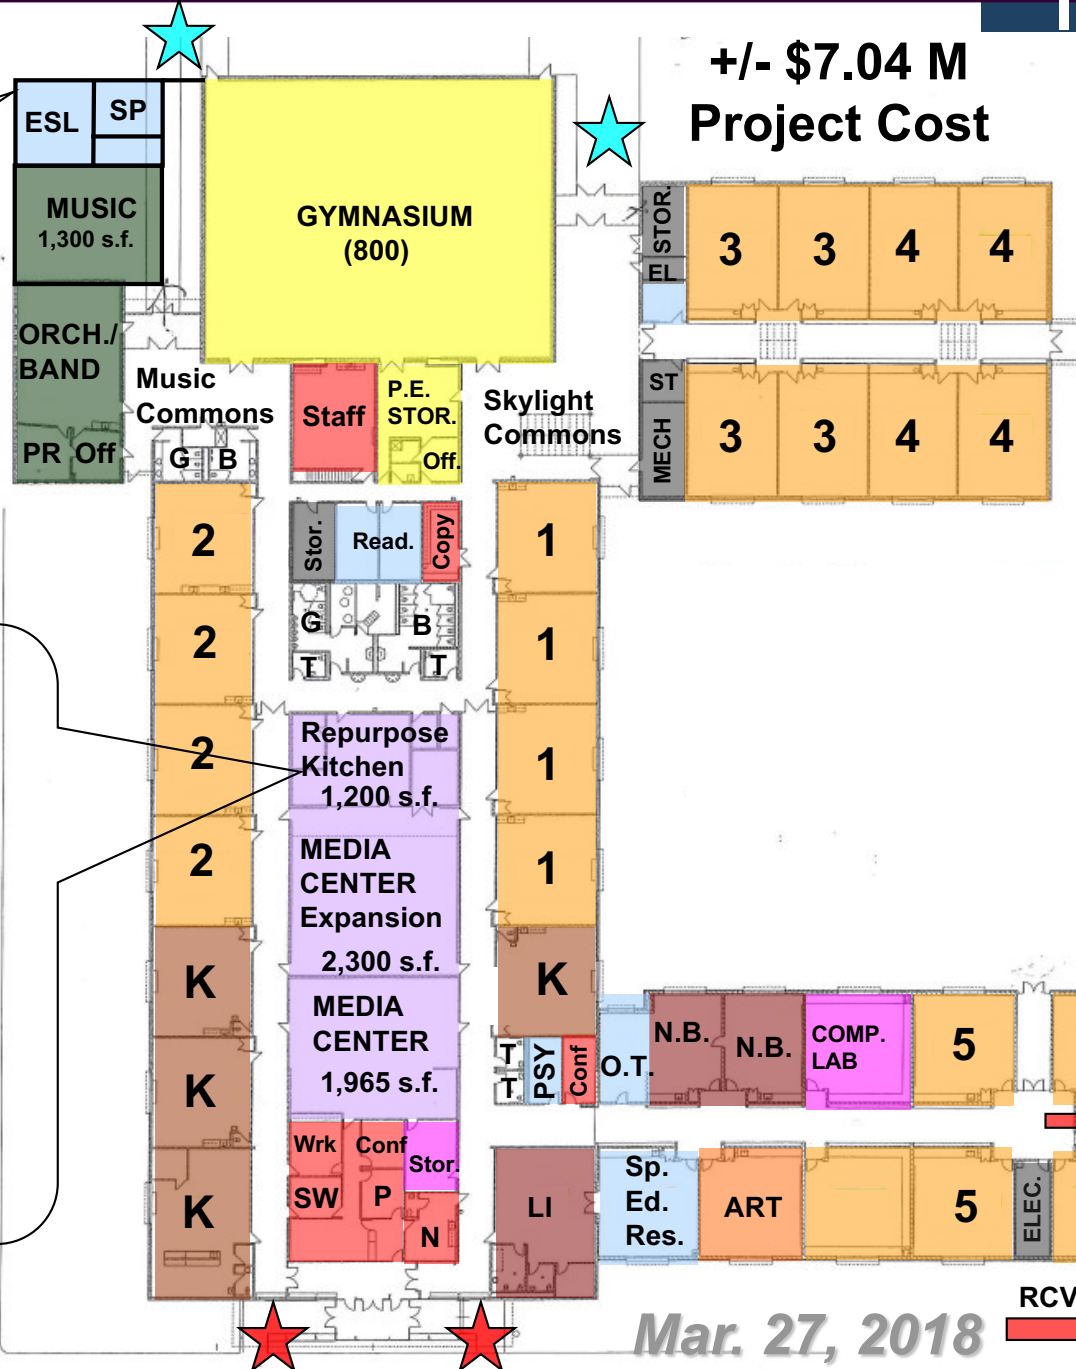 +/- $7.04 M
Project Cost
ESL
SP
MUSIC
1,300 s.f.
GYMNASIUM
(800)
STOR.
EL
3
3
4
4
ORCH./
BAND
PR
Off
Music
Commons
G
B
Staff
P.E.
STOR.
Off.
Skylight
Commons
ST
MECH
3
3
4
4
2
Stor.
Read.
Copy
1
2
G
B
T
T
1
2
Repurpose
Kitchen
1,200 s.f.
1
2
MEDIA
CENTER
Expansion
2,300 s.f.
1
K
MEDIA
CENTER
1,965 s.f.
K
K
T
T
PSY
Conf
O.T.
N.B.
N.B.
COMP.
LAB
5
Wrk
Conf
Stor.
SW
P
N
K
LI
Sp.
Ed.
Res.
ART
5
ELEC.
RCV
Mar. 27, 2018